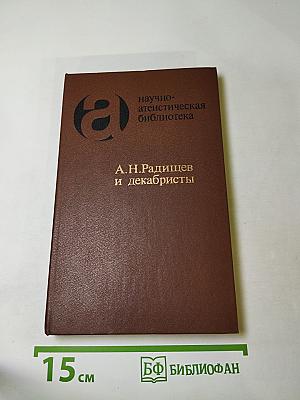 а
научно-
атеистическая
библиотека
А.Н.Радищев
и декабристы
15 см
БФ БИБЛИОФАН